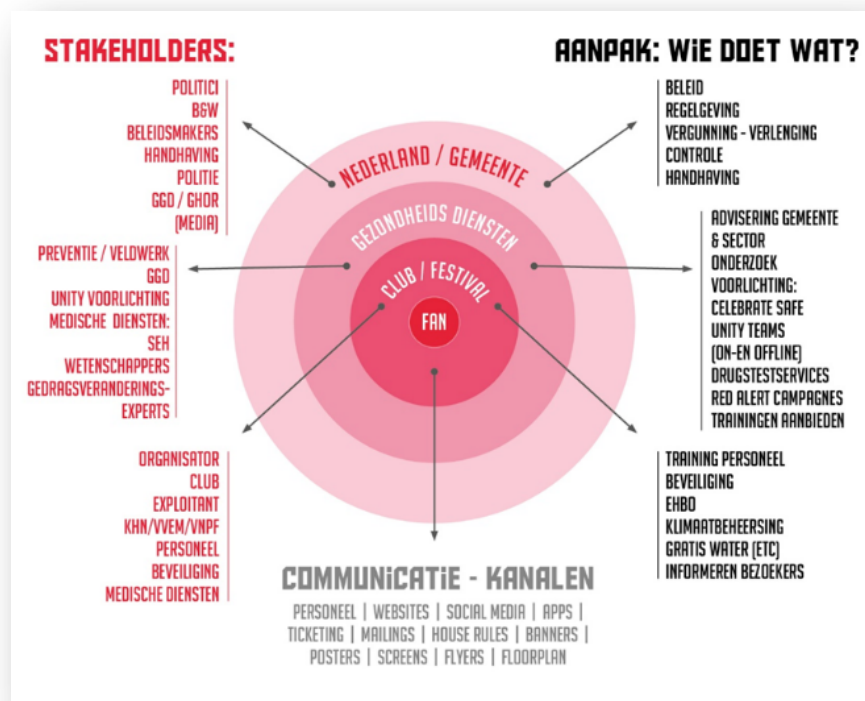 STAKEHOLDERS:
POLITICI
B&W
BELEIDSMAKERS
HANDHAVING
POLITIE
GGD / GHOR
(MEDIA)
PREVENTIE / VELDWERK
GGD
UNITY VOORLICHTING
MEDISCHE DIENSTEN:
SEH
WETENSCHAPPERS
GEDRAGSVERANDERINGS-
EXPERTS
ORGANISATOR
CLUB
EXPLOITANT
KHN/VVEM/VNPF
PERSONEEL
BEVEILIGING
MEDISCHE DIENSTEN
NEDERLAND / GEMEENTE
GEZONDHEIDS DIENSTEN
CLUB / FESTIVAL
FAN
AANPAK: WIE DOET WAT?
BELEID
REGELGEVING
VERGUNNING - VERLENGING
CONTROLE
HANDHAVING
ADVISERING GEMEENTE
& SECTOR
ONDERZOEK
VOORLICHTING:
CELEBRATE SAFE
UNITY TEAMS
(ON-EN OFFLINE)
DRUGSTESTSERVICES
RED ALERT CAMPAGNES
TRAININGEN AANBIEDEN
TRAINING PERSONEEL
BEVEILIGING
EHBO
KLIMAATBEHEERSING
GRATIS WATER (ETC)
INFORMEREN BEZOEKERS
COMMUNICATIE - KANALEN
PERSONEEL | WEBSITES | SOCIAL MEDIA | APPS |
TICKETING | MAILINGS | HOUSE RULES | BANNERS |
POSTERS | SCREENS | FLYERS | FLOORPLAN